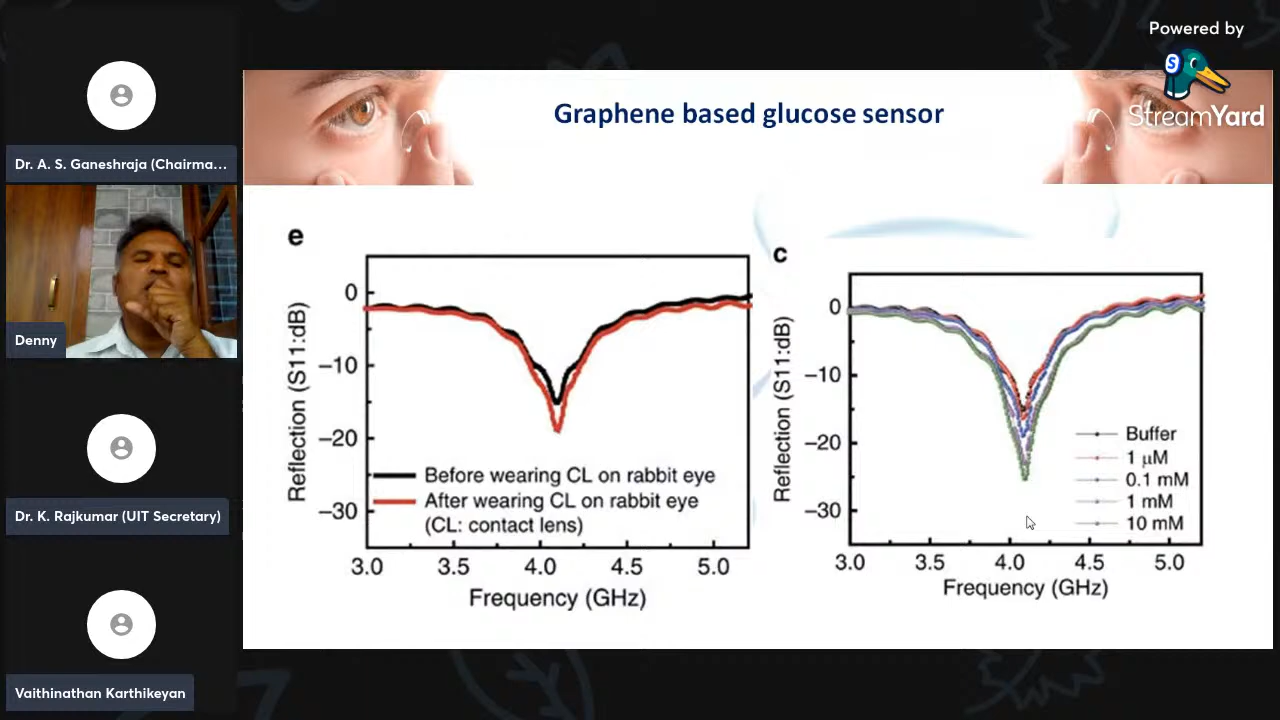 Powered by
StreamYard
Dr. A. S. Ganeshraja (Chairma...
Denny
Dr. K. Rajkumar (UIT Secretary)
Vaithinathan Karthikeyan
Graphene based glucose sensor
e
Reflection (S11:dB)
0
−10
−20
−30
Before wearing CL on rabbit eye
After wearing CL on rabbit eye
(CL: contact lens)
3.0 3.5 4.0 4.5 5.0
Frequency (GHz)
c
Reflection (S11:dB)
0
−10
−20
−30
Buffer
1 μM
0.1 mM
1 mM
10 mM
3.0 3.5 4.0 4.5 5.0
Frequency (GHz)